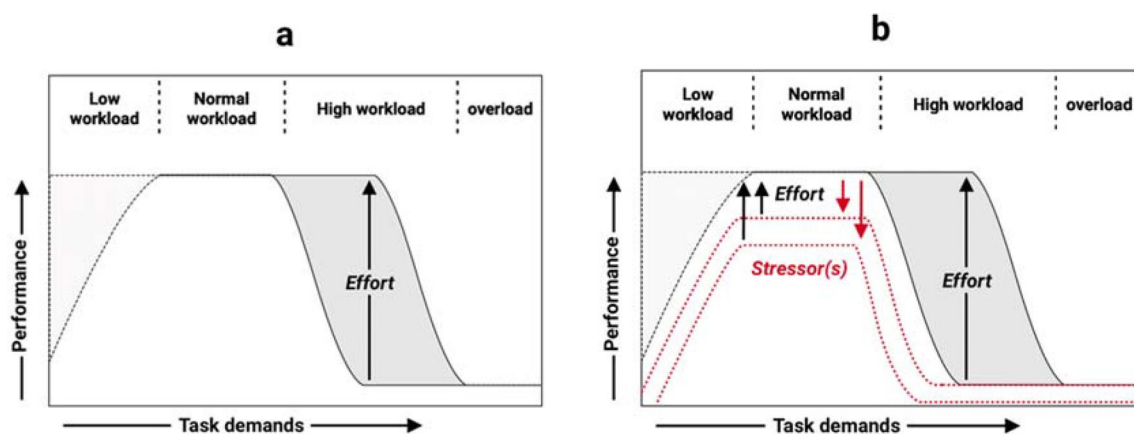 a
Low
workload
Normal
workload
High workload
overload
Performance
Effort
Task demands
b
Low
workload
Normal
workload
High workload
overload
Performance
Effort
Stressor(s)
Effort
Task demands